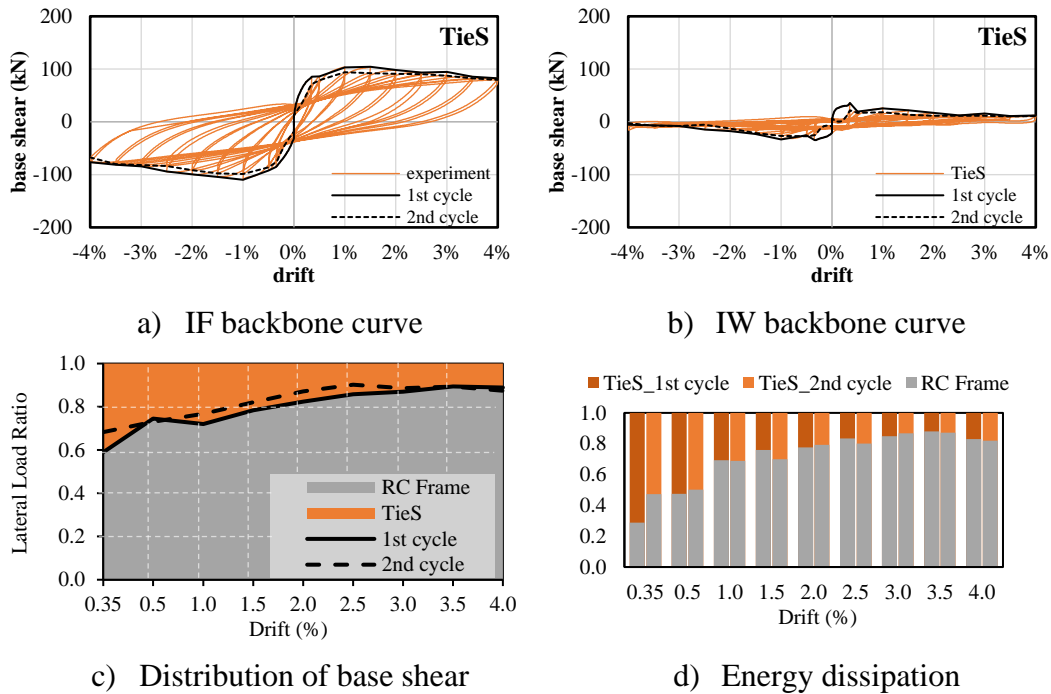 200
100
0
-100
-200
base shear (kN)
TieS
experiment
1st cycle
2nd cycle
-4% -3% -2% -1% 0% 1% 2% 3% 4%
drift
a) IF backbone curve
200
100
0
-100
-200
base shear (kN)
TieS
TieS
1st cycle
2nd cycle
-4% -3% -2% -1% 0% 1% 2% 3% 4%
drift
b) IW backbone curve
1.0
0.8
0.6
0.4
0.2
0.0
Lateral Load Ratio
RC Frame
TieS
1st cycle
2nd cycle
0.35 0.5 1.0 1.5 2.0 2.5 3.0 3.5 4.0
Drift (%)
c) Distribution of base shear
TieS_1st cycle TieS_2nd cycle RC Frame
1.0
0.8
0.6
0.4
0.2
0.0
0.35 0.5 1.0 1.5 2.0 2.5 3.0 3.5 4.0
Drift (%)
d) Energy dissipation